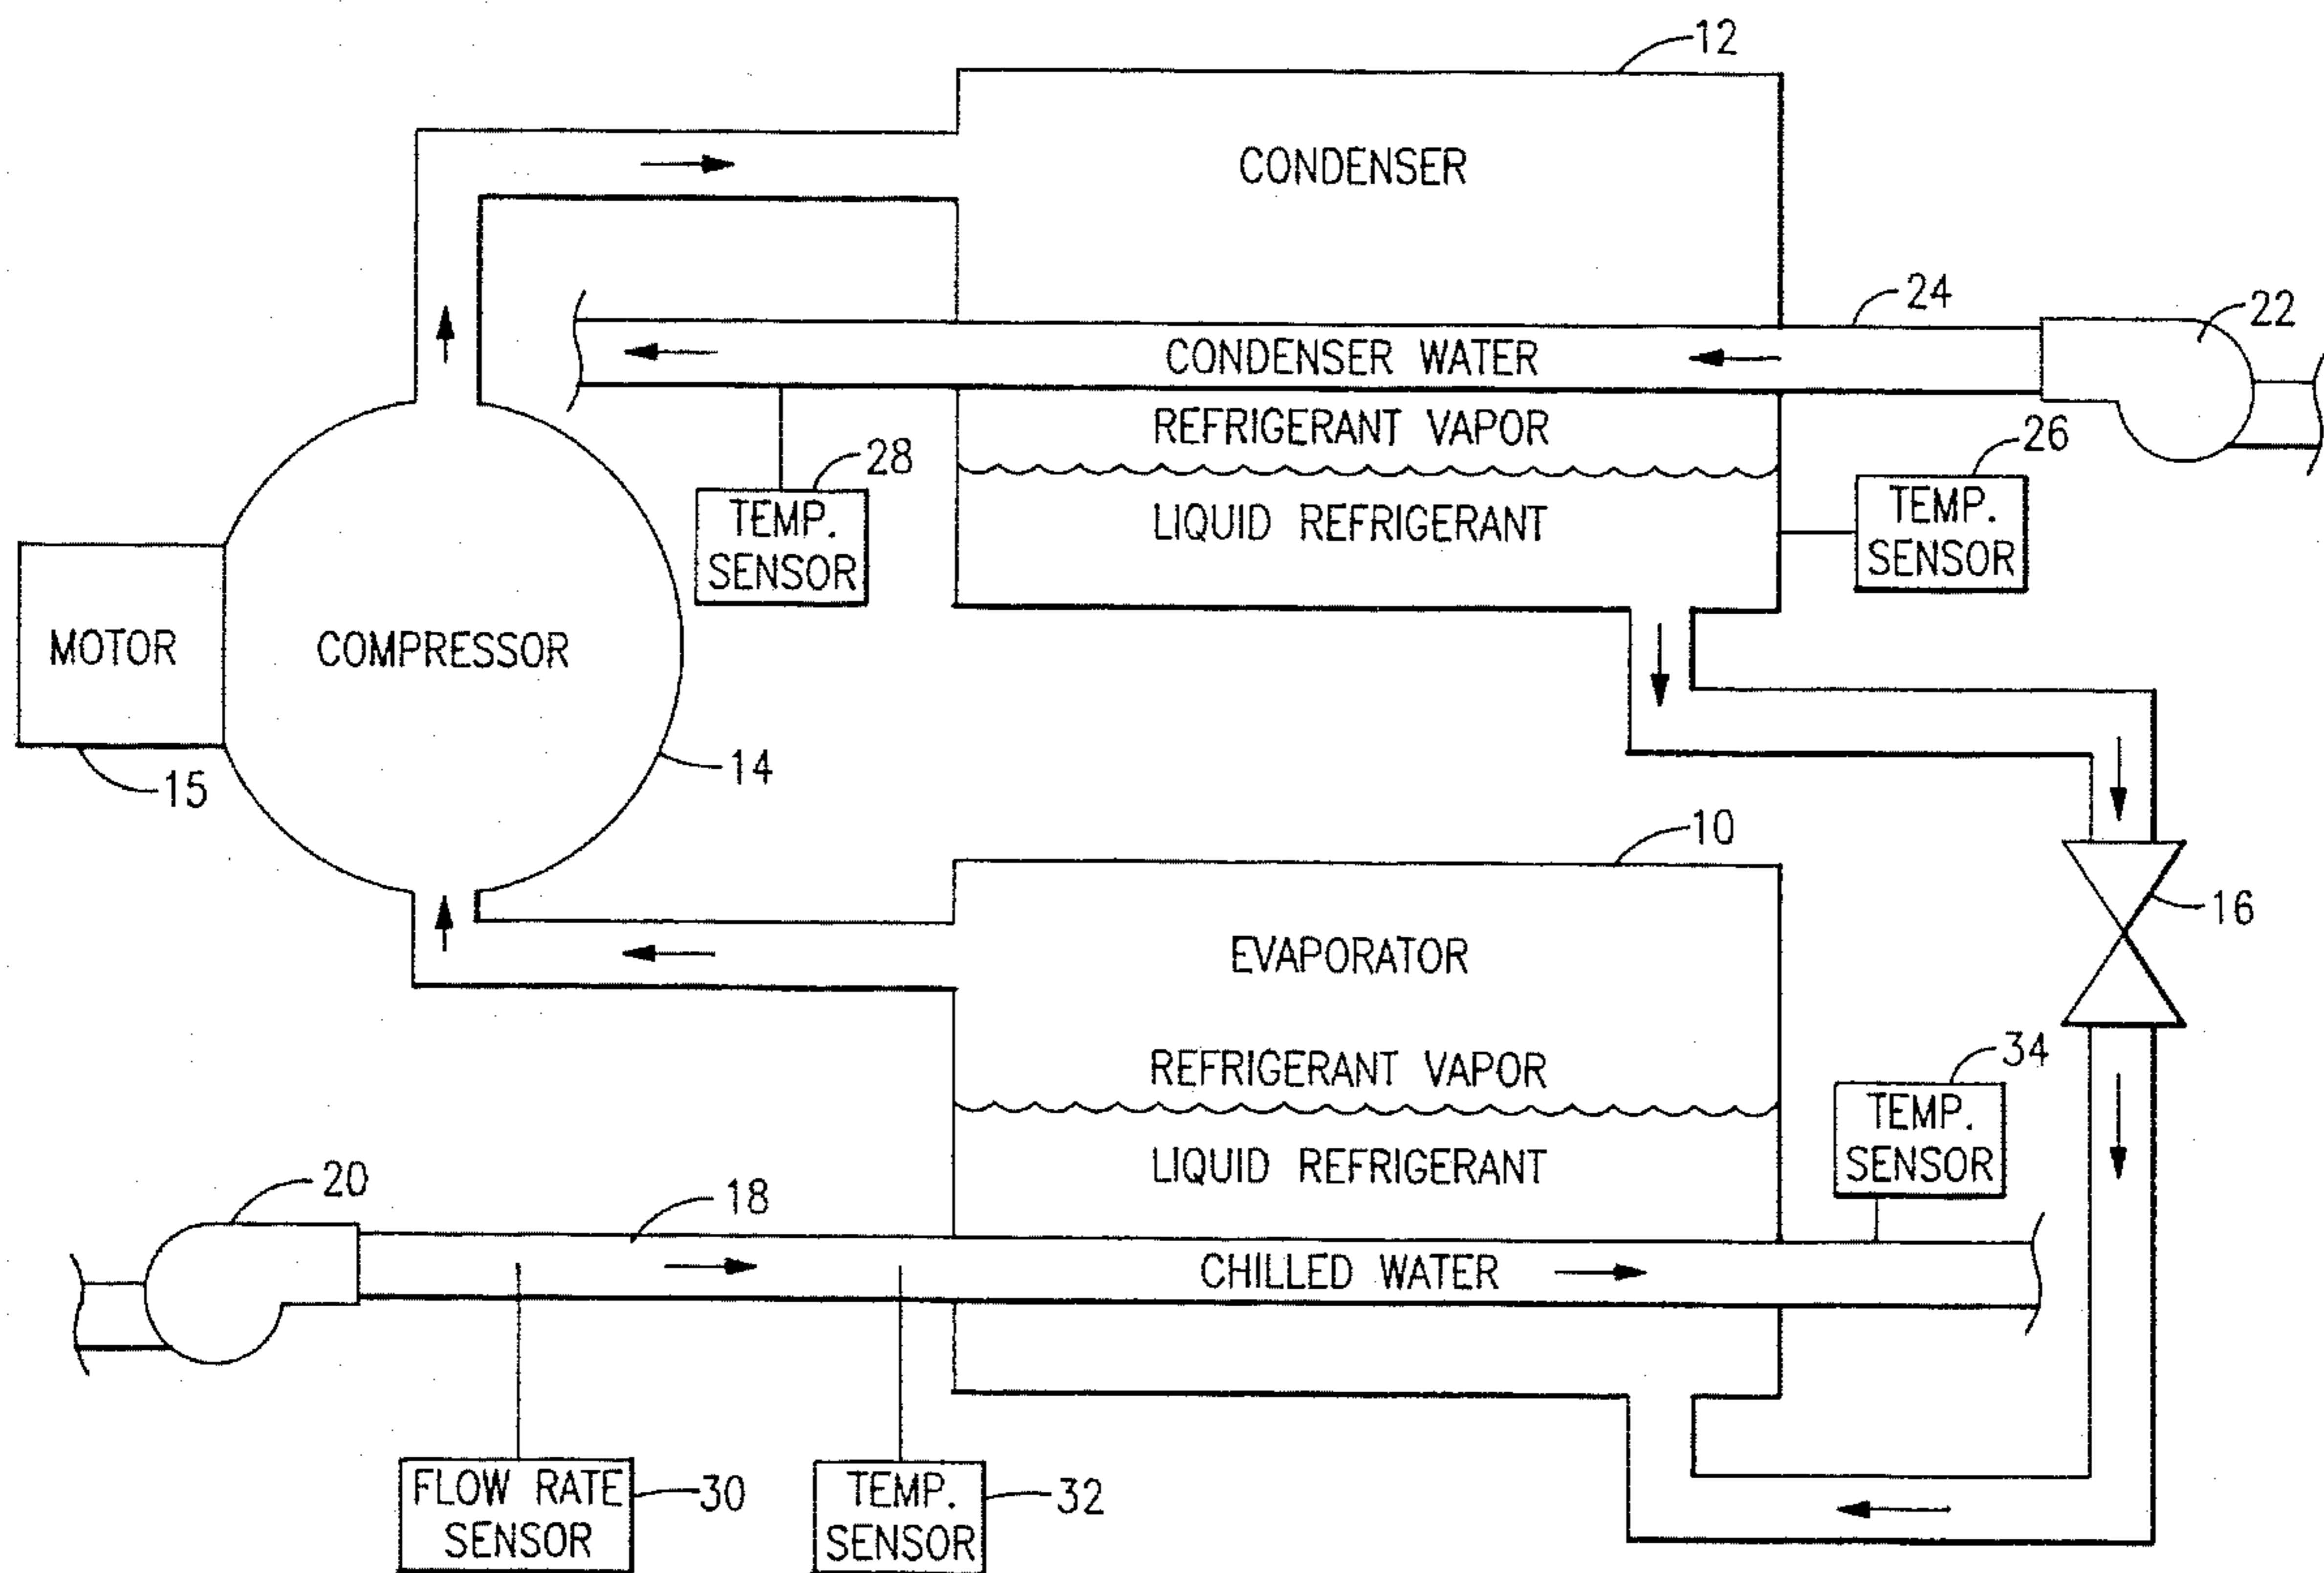 12
CONDENSER
24
22
CONDENSER WATER
REFRIGERANT VAPOR
28
26
TEMP.
SENSOR
LIQUID REFRIGERANT
TEMP.
SENSOR
MOTOR
COMPRESSOR
14
15
10
16
EVAPORATOR
REFRIGERANT VAPOR
34
TEMP.
SENSOR
LIQUID REFRIGERANT
20
18
CHILLED WATER
FLOW RATE
SENSOR
30
TEMP.
SENSOR
32